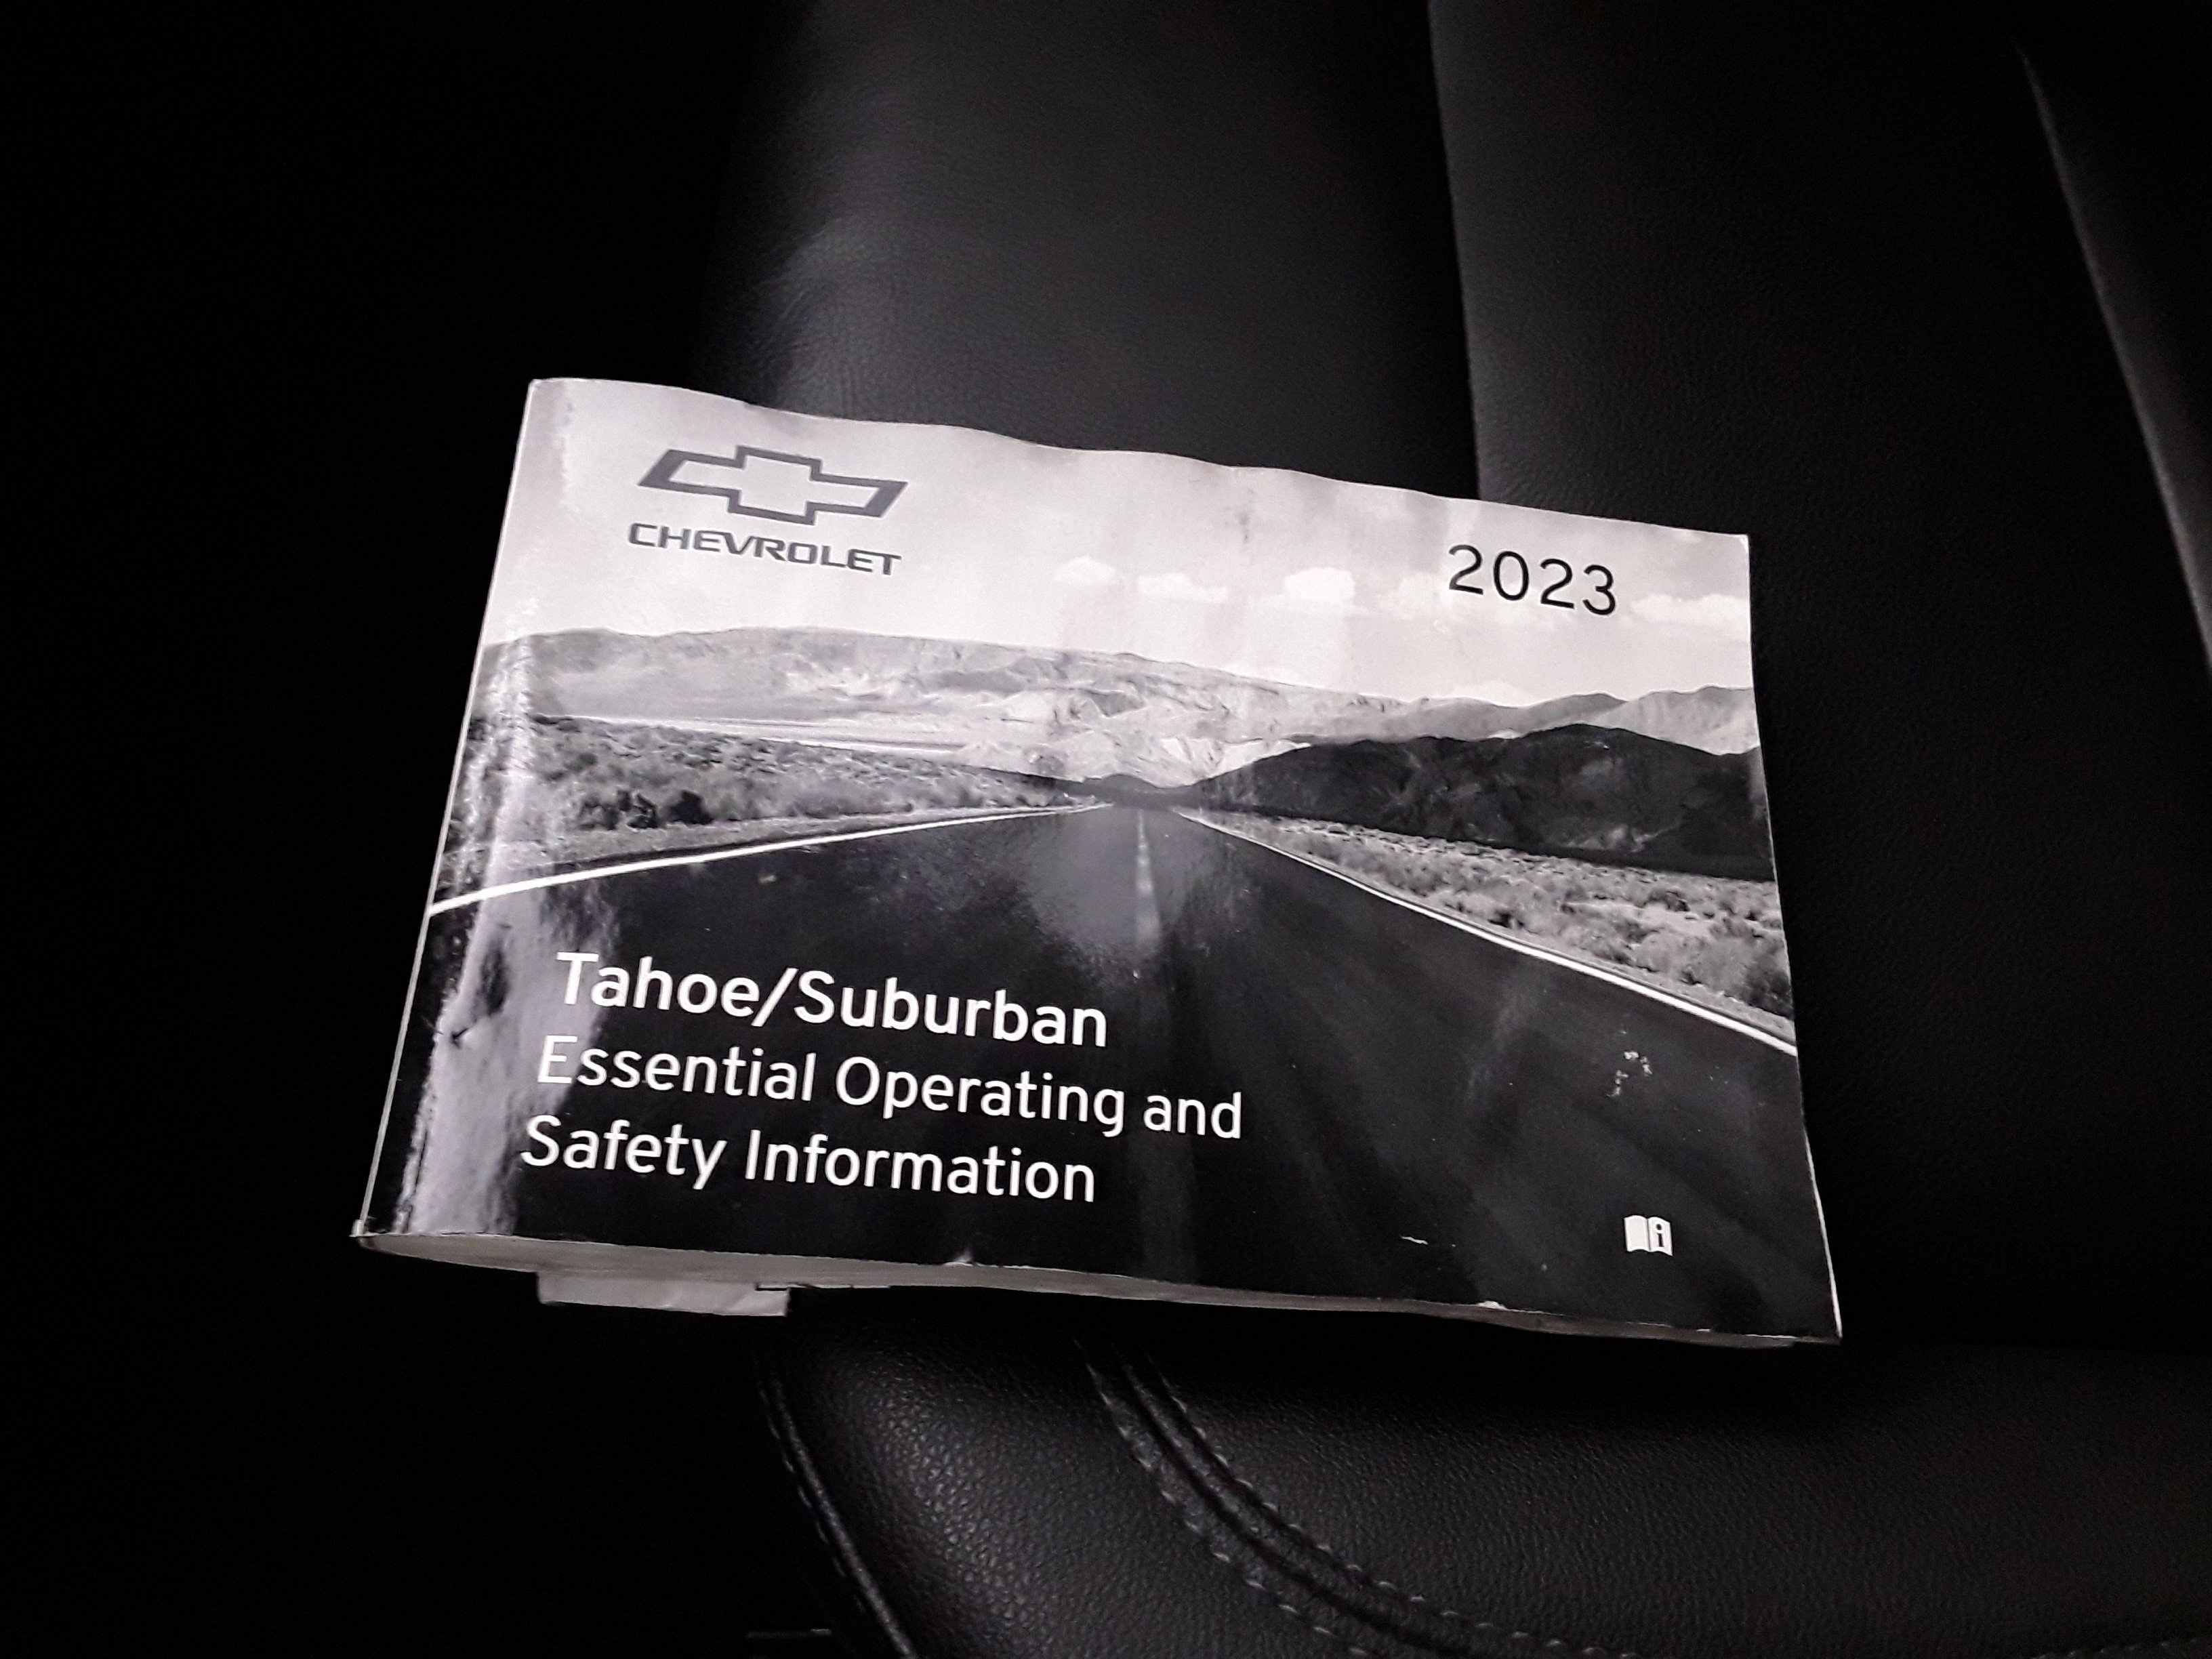 CHEVROLET
2023
Tahoe/Suburban
Essential Operating and
Safety Information
i